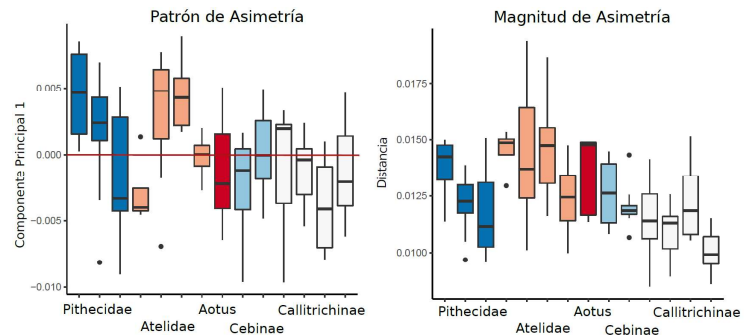 Patrón de Asimetría
Componente Principal 1
0.005
0.000
−0.005
−0.010
Pithecidae
Atelidae
Aotus
Cebinae
Callitrichinae
Magnitud de Asimetría
Distancia
0.0175
0.0150
0.0125
0.0100
Pithecidae
Atelidae
Aotus
Cebinae
Callitrichinae